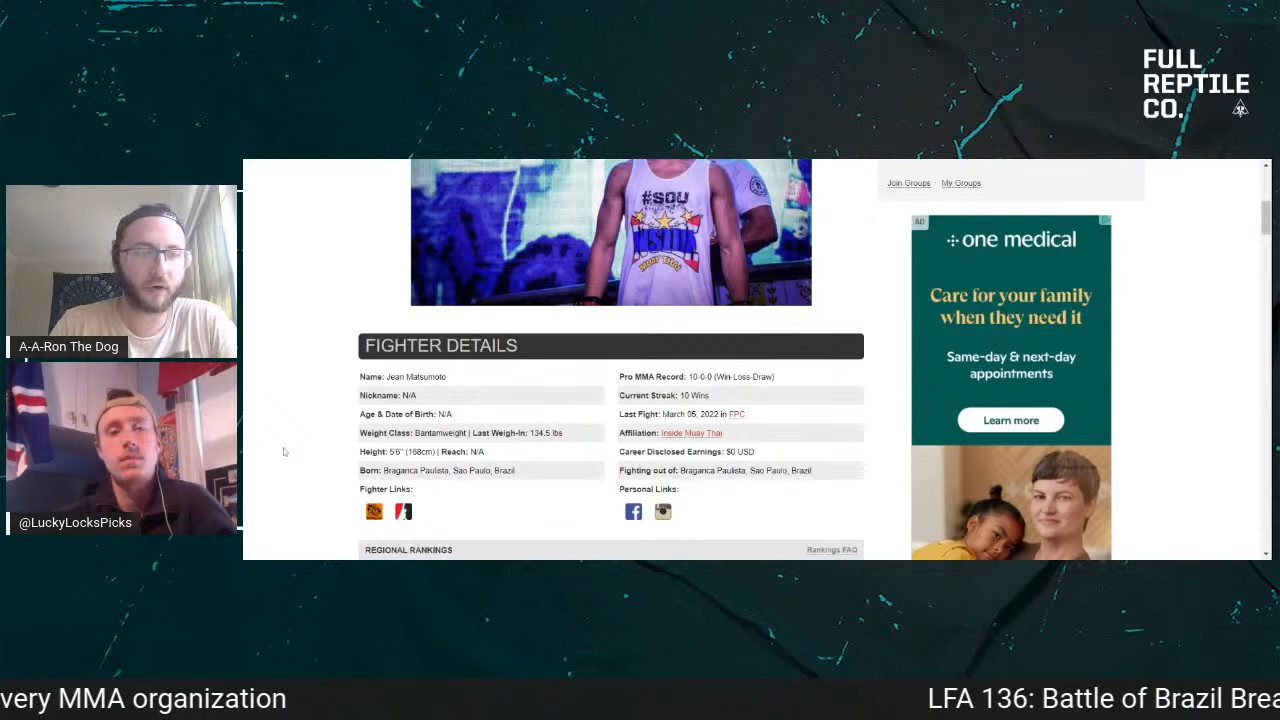 FULL
REPTILE
CO.
Join Groups · My Groups
#SOU
MUAY THAI
AD
one medical
Care for your family
when they need it
Same-day & next-day
appointments
Learn more
A-A-Ron The Dog
@LuckyLocksPicks
FIGHTER DETAILS
Name: Jean Matsumoto
Pro MMA Record: 10-0-0 (Win-Loss-Draw)
Nickname: N/A
Current Streak: 10 Wins
Age & Date of Birth: N/A
Last Fight: March 05, 2022 in FPC
Weight Class: Bantamweight | Last Weigh-In: 134.5 lbs
Affiliation: Inside Muay Thai
Height: 5'6" (168cm) | Reach: N/A
Career Disclosed Earnings: $0 USD
Born: Braganca Paulista, Sao Paulo, Brazil
Fighting out of: Braganca Paulista, Sao Paulo, Brazil
Fighter Links:
Personal Links:
REGIONAL RANKINGS
Rankings FAQ
very MMA organization
LFA 136: Battle of Brazil Brea